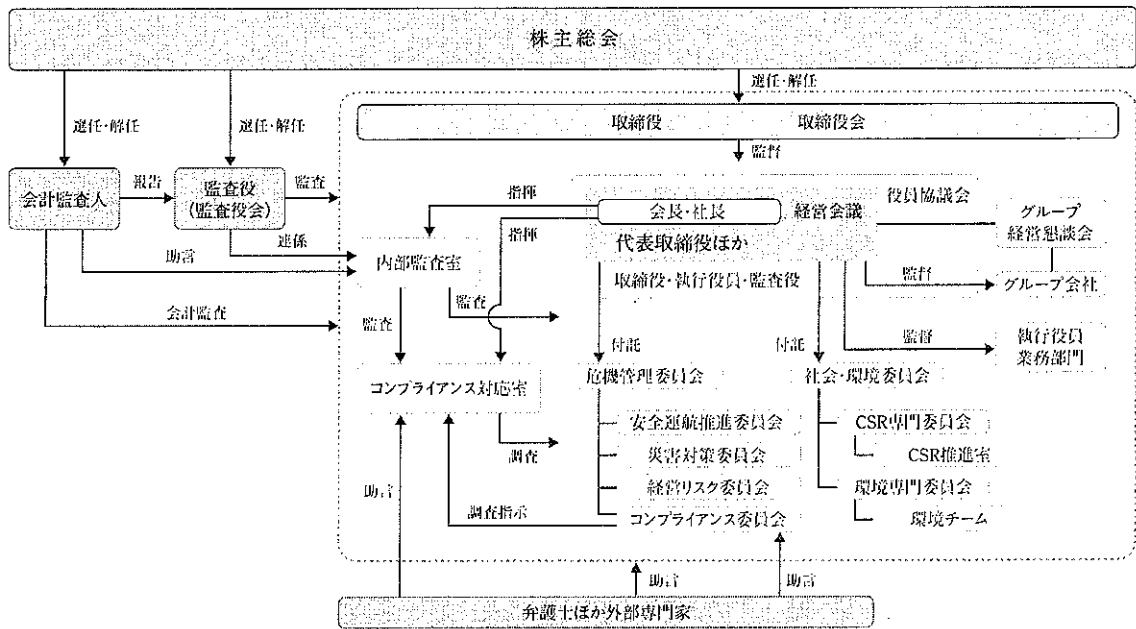 株主総会
選任・解任
選任・解任
選任・解任
取締役 取締役会
監督
会計監査人
報告
監査役
(監査役会)
監査
指揮
指揮
会長・社長
経営会議
役員協議会
代表取締役ほか
取締役・執行役員・監査役
グループ
経営懇談会
連係
助言
内部監査室
監督
グループ会社
会計監査
監査
監査
付託
付託
監督
執行役員
業務部門
コンプライアンス対応室
危機管理委員会
社会・環境委員会
調査
安全運航推進委員会
CSR専門委員会
災害対策委員会
CSR推進室
経営リスク委員会
環境専門委員会
助言
調査指示
コンプライアンス委員会
環境チーム
助言
助言
弁護士ほか外部専門家